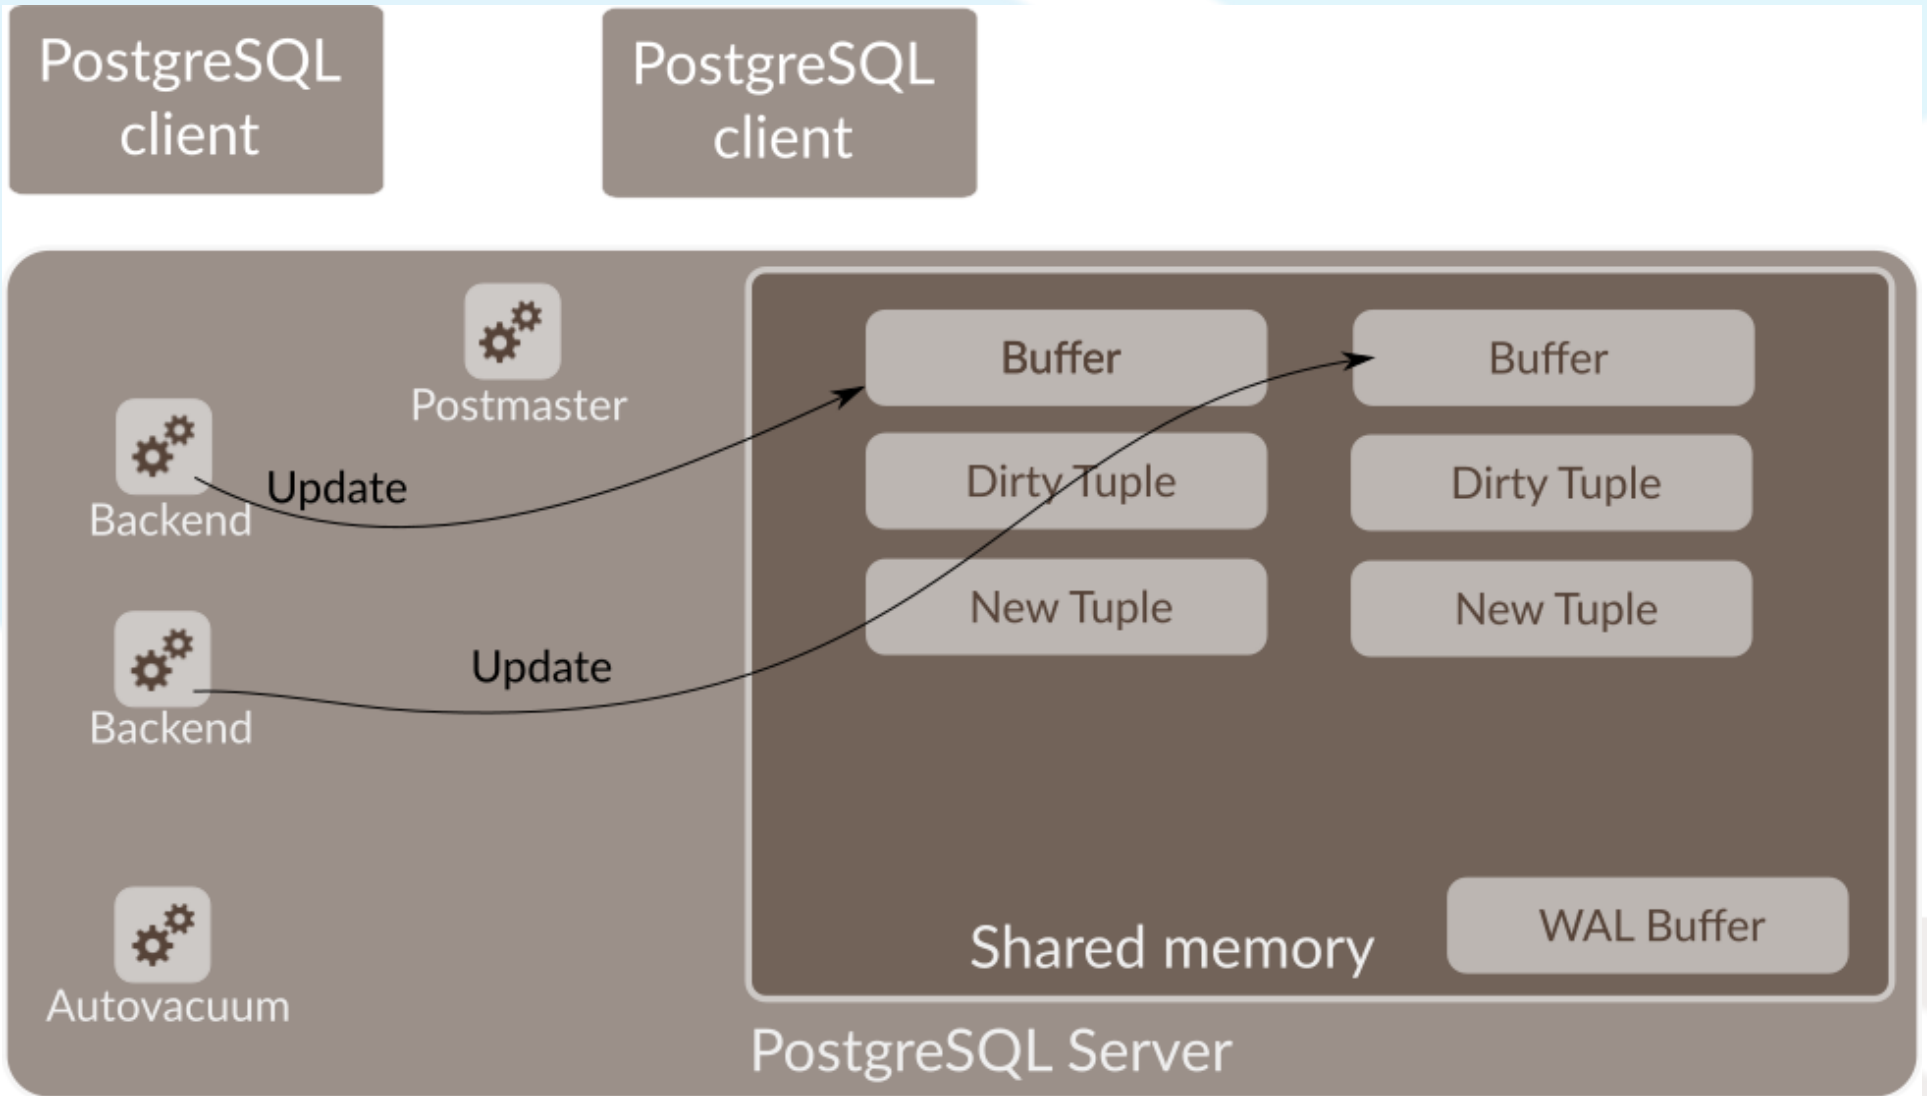 PostgreSQL
client
PostgreSQL
client
Postmaster
Backend
Update
Backend
Update
Autovacuum
Buffer
Buffer
Dirty Tuple
Dirty Tuple
New Tuple
New Tuple
WAL Buffer
Shared memory
PostgreSQL Server